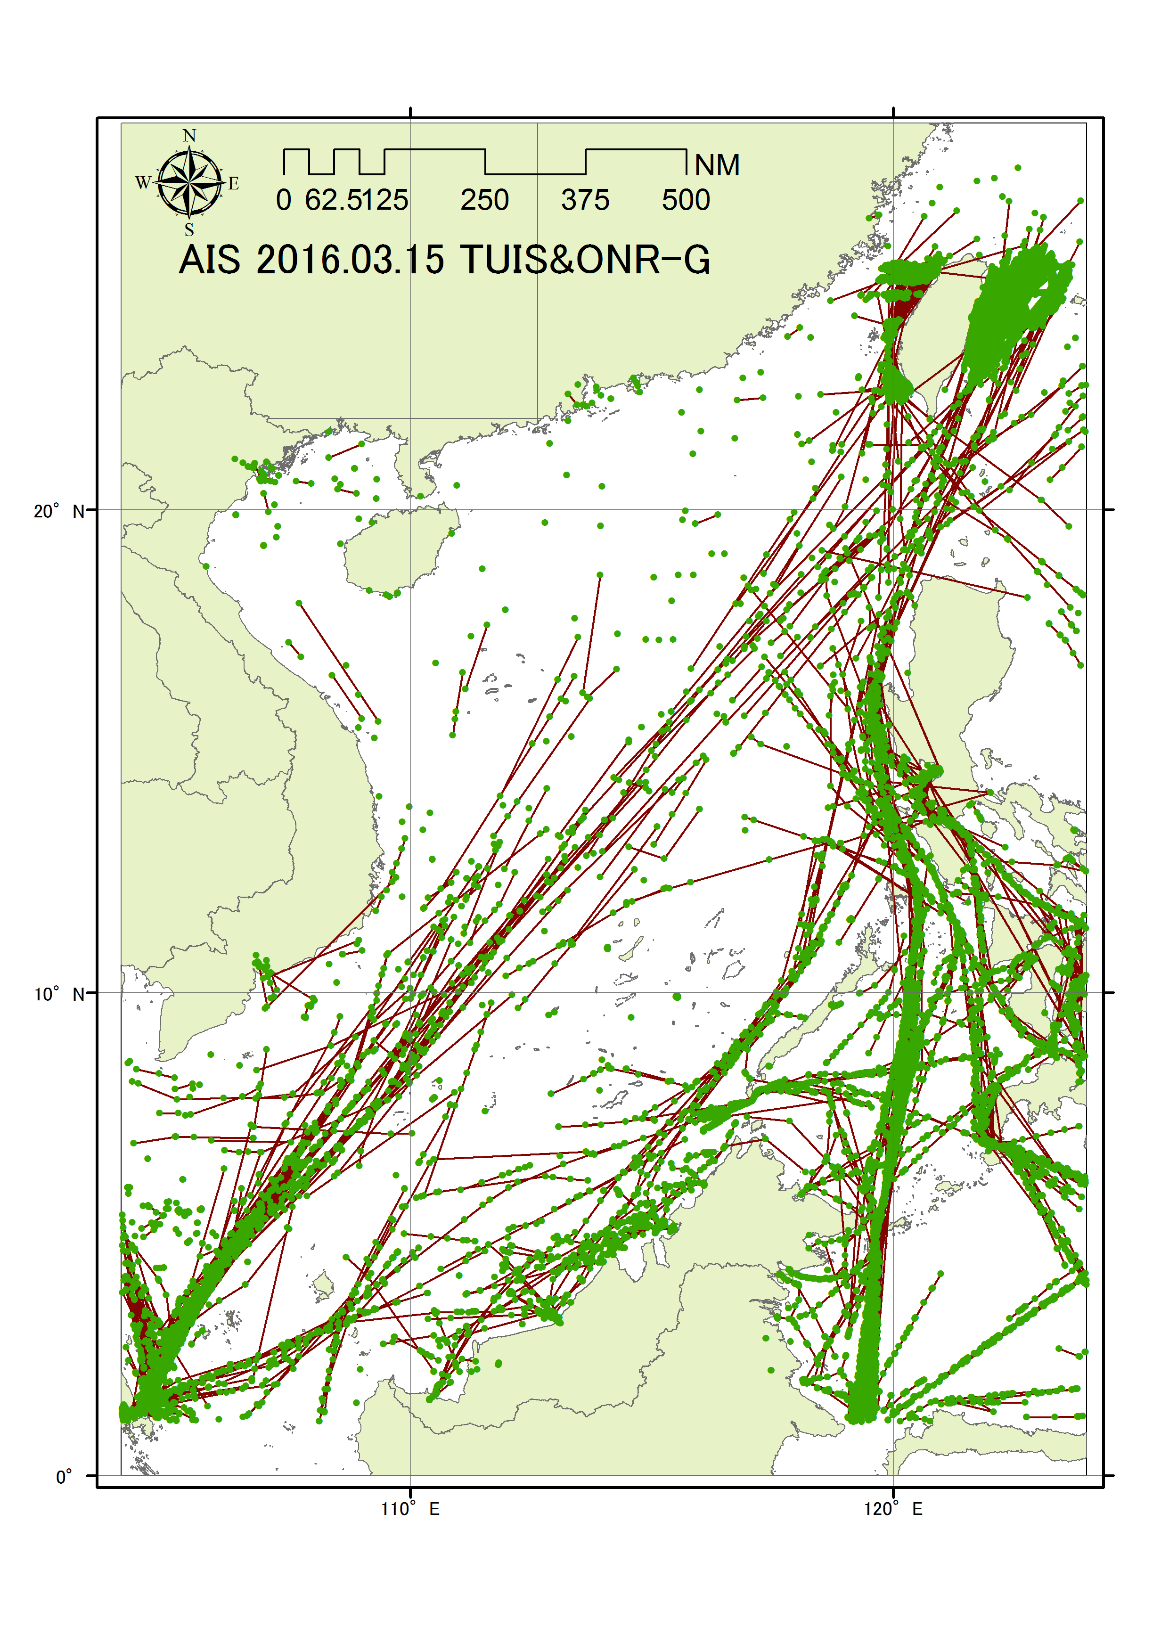 N
W E
S
NM
0 62.5125 250 375 500
AIS 2016.03.15 TUIS&ONR-G
20° N
10° N
0°
110° E 120° E